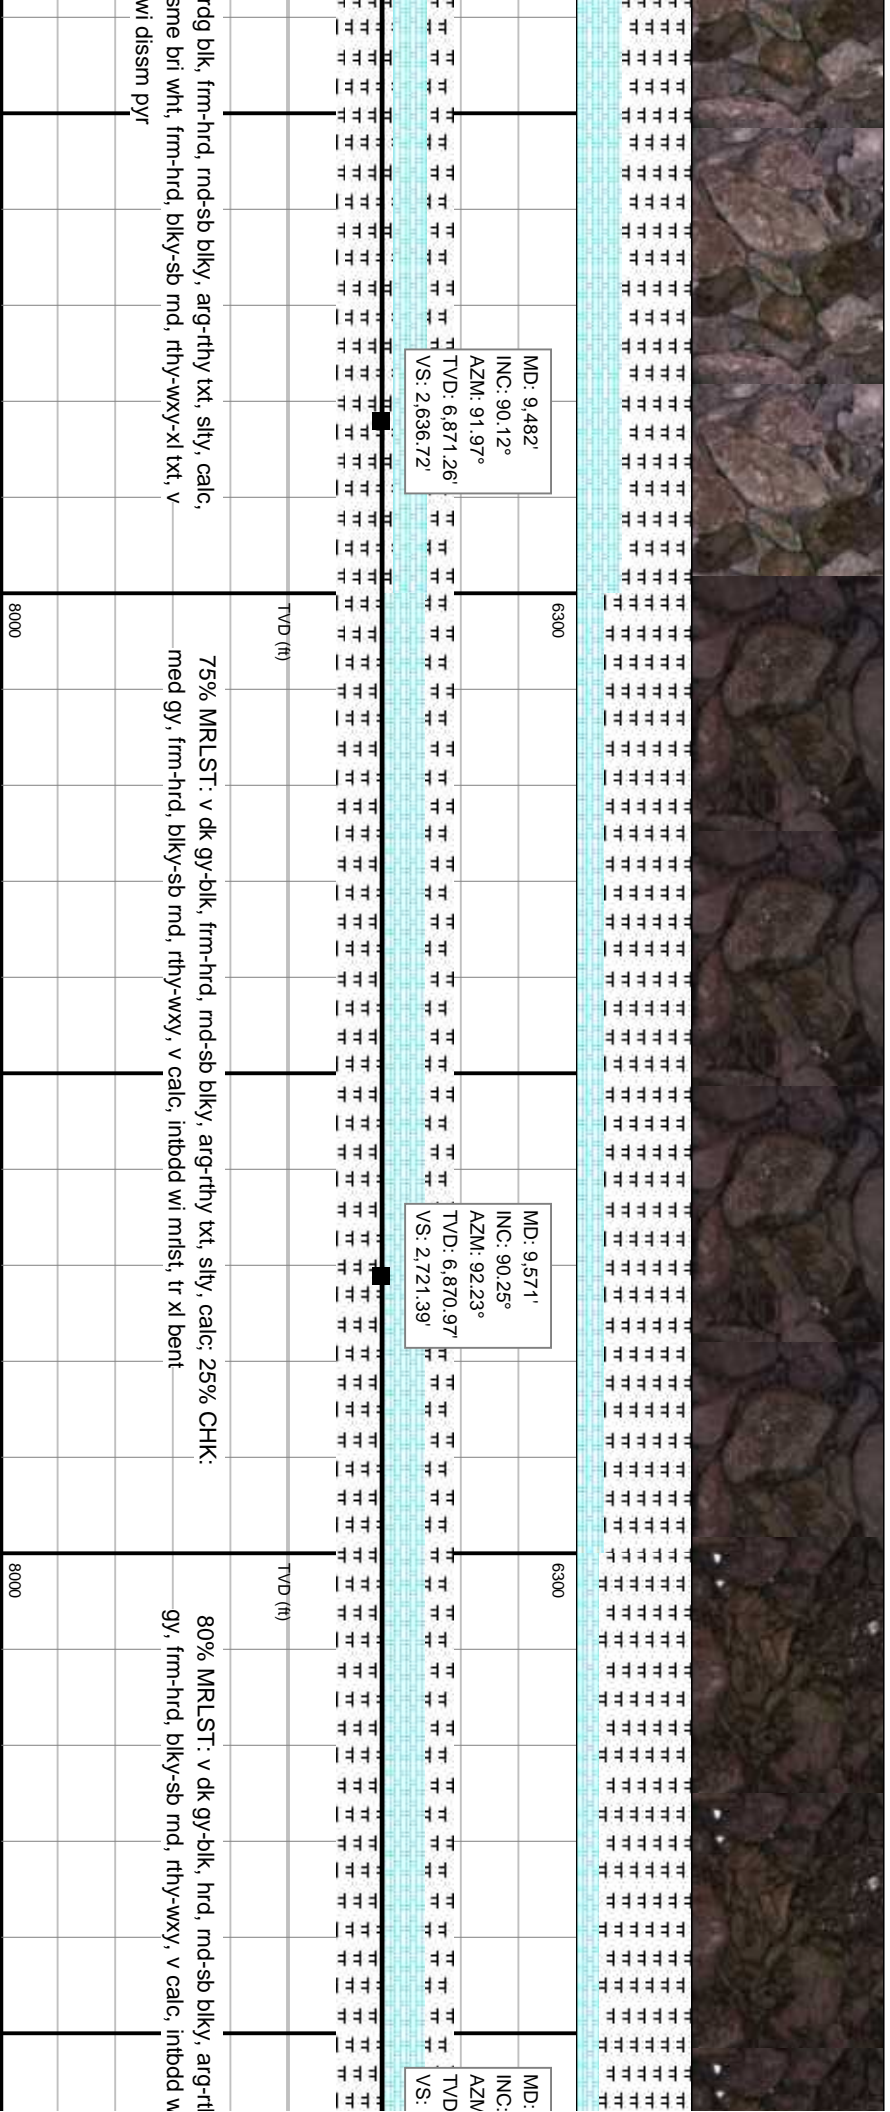 rdg blk, frm-hrd, rnd-sb blky, arg-rthy txt, slty, calc,
sme bri wht, frm-hrd, blky-sb rnd, rthy-wxy-xl txt, v
wi dissm pyr
MD: 9,482'
INC: 90.12°
AZM: 91.97°
TVD: 6,871.26'
VS: 2,636.72'
6300
TVD (ft)
8000
75% MRLST: v dk gy-blk, frm-hrd, rnd-sb blky, arg-rthy txt, slty, calc; 25% CHK:
med gy, frm-hrd, blky-sb rnd, rthy-wxy, v calc, intbdd wi mrlst, tr xl bent
MD: 9,571'
INC: 90.25°
AZM: 92.23°
TVD: 6,870.97'
VS: 2,721.39'
6300
TVD (ft)
8000
80% MRLST: v dk gy-blk, hrd, rnd-sb blky, arg-rt
gy, frm-hrd, blky-sb rnd, rthy-wxy, v calc, intbdd w
MD:
INC:
AZM
TVD
VS: